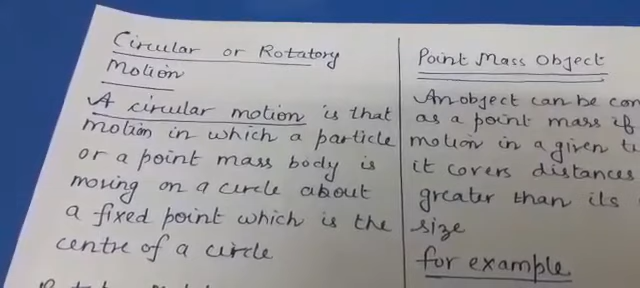 Circular or Rotatory
Motion
A circular motion is that
motion in which a particle
or a point mass body is
moving on a circle about
a fixed point which is the
centre of a circle
Point Mass Object
An object can be con
as a point mass if
motion in a given t
it covers distances
greater than its
size
for example